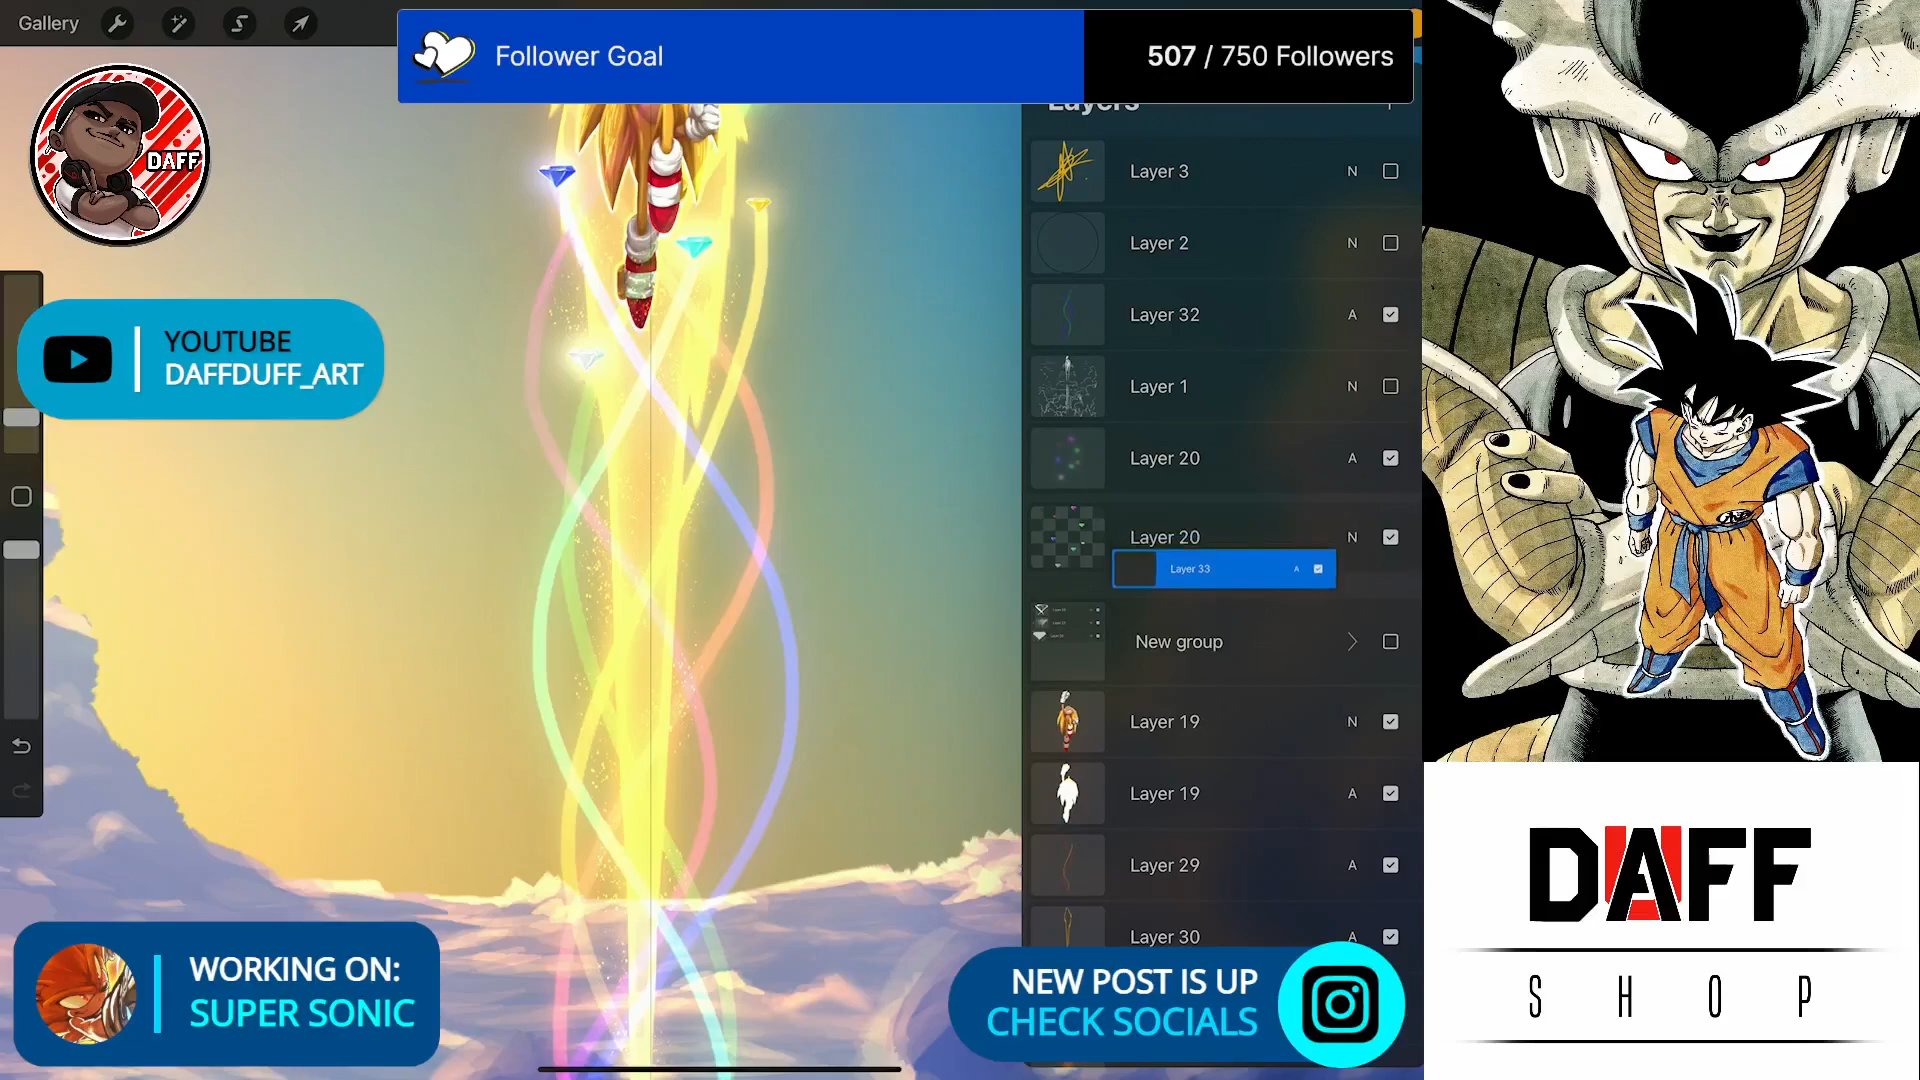 Gallery
Follower Goal
507 / 750 Followers
Layers
DAFF
YOUTUBE
DAFFDUFF_ART
Layer 3 N
Layer 2 N
Layer 32 A
Layer 1 N
Layer 20 A
Layer 20 N
Layer 33 A
New group
Layer 19 N
Layer 19 A
Layer 29 A
Layer 30 A
WORKING ON:
SUPER SONIC
NEW POST IS UP
CHECK SOCIALS
DAFF
SHOP